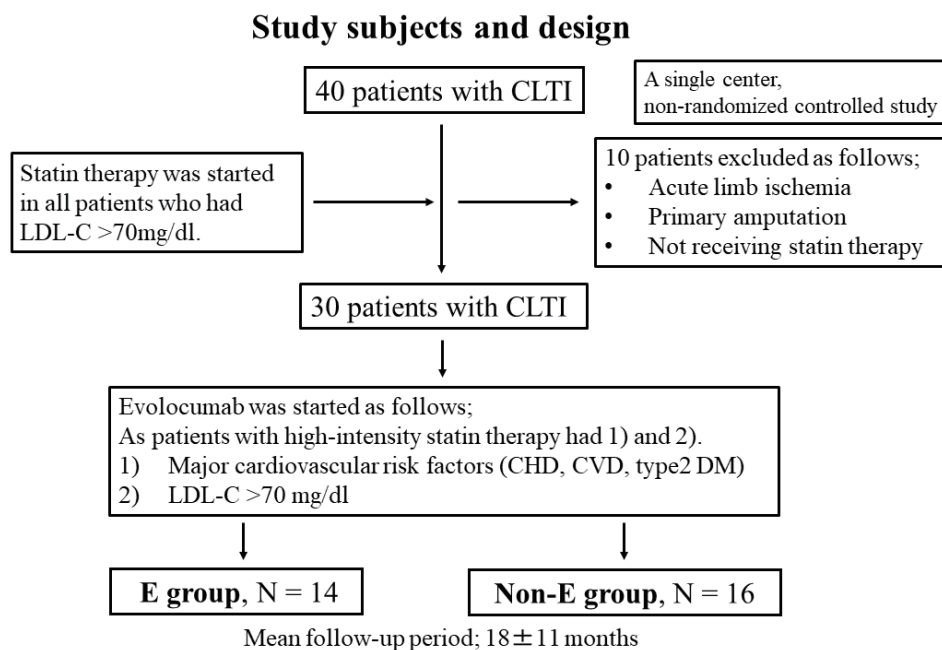 Study subjects and design
40 patients with CLTI
A single center,
non-randomized controlled study
Statin therapy was started
in all patients who had
LDL-C >70mg/dl.
10 patients excluded as follows;
• Acute limb ischemia
• Primary amputation
• Not receiving statin therapy
30 patients with CLTI
Evolocumab was started as follows;
As patients with high-intensity statin therapy had 1) and 2).
1) Major cardiovascular risk factors (CHD, CVD, type2 DM)
2) LDL-C >70 mg/dl
E group, N = 14
Non-E group, N = 16
Mean follow-up period; 18±11 months